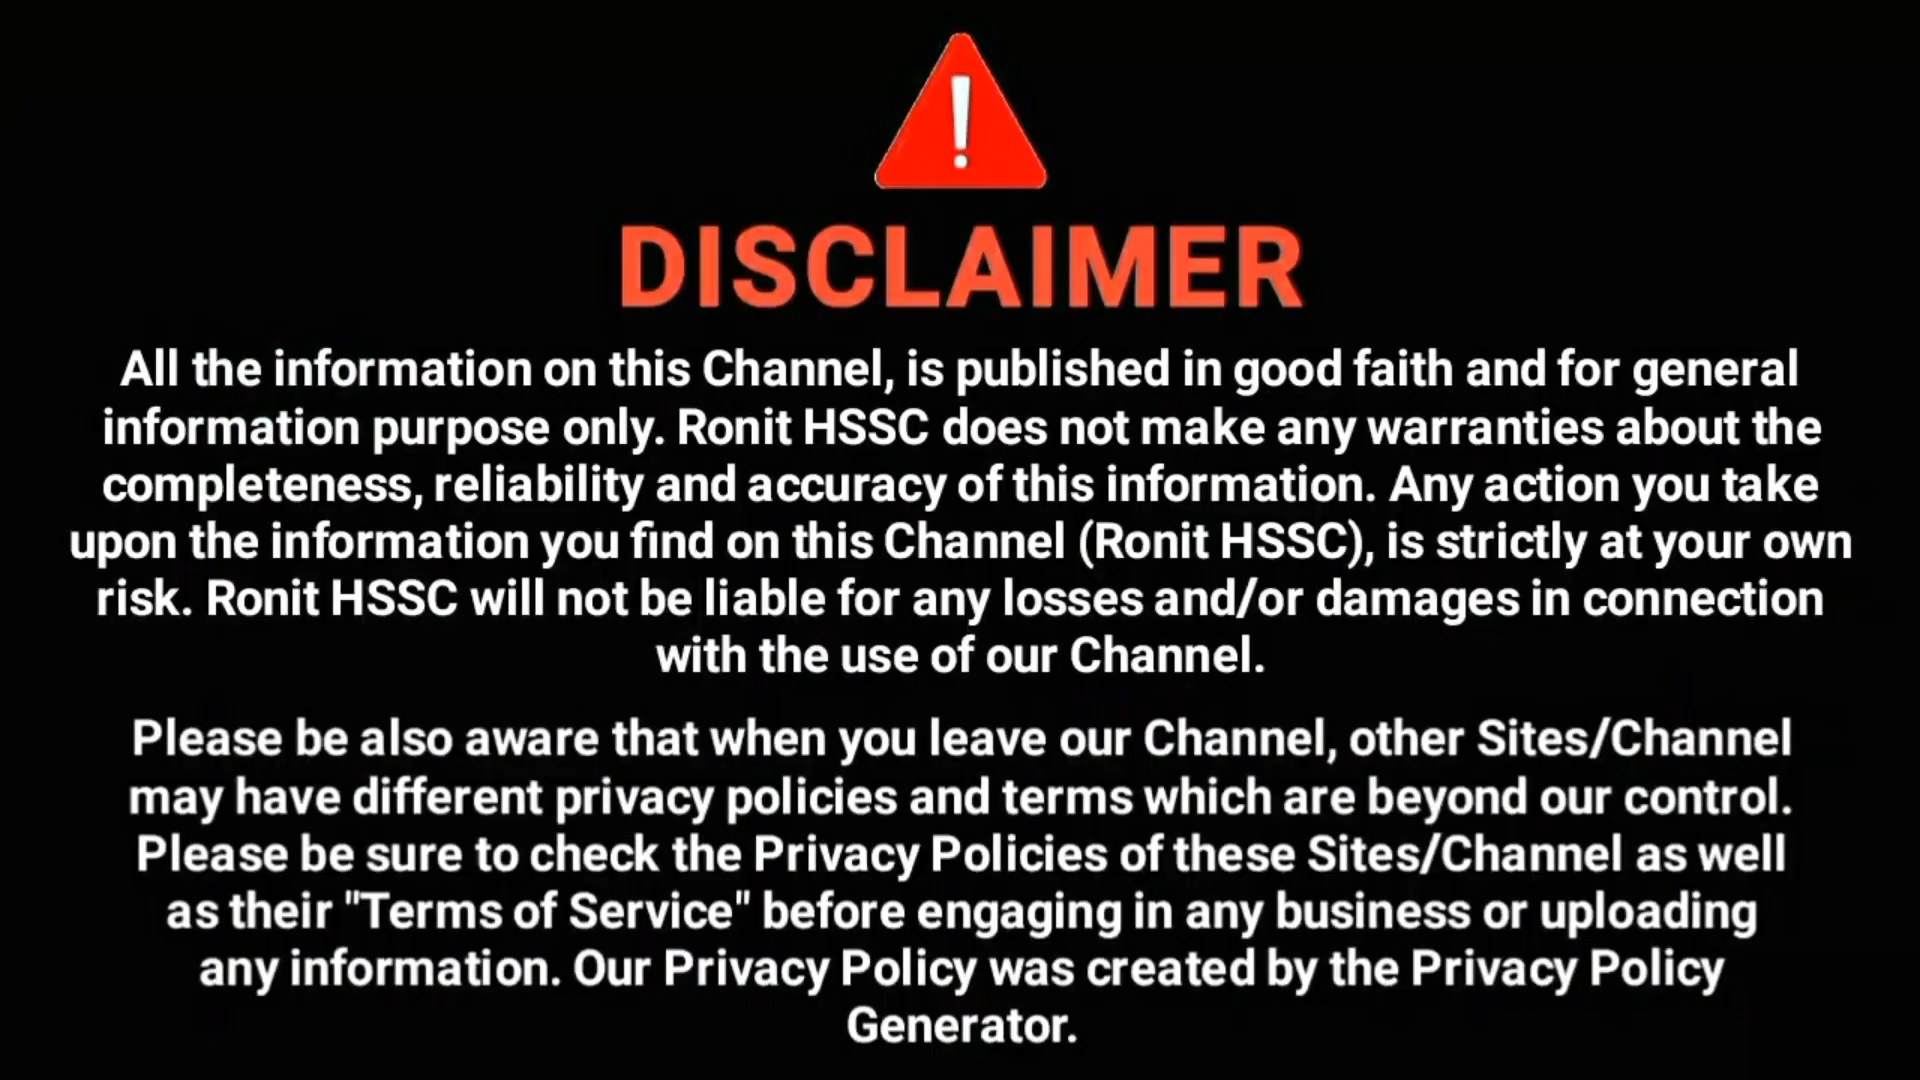 DISCLAIMER
All the information on this Channel, is published in good faith and for general
information purpose only. Ronit HSSC does not make any warranties about the
completeness, reliability and accuracy of this information. Any action you take
upon the information you find on this Channel (Ronit HSSC), is strictly at your own
risk. Ronit HSSC will not be liable for any losses and/or damages in connection
with the use of our Channel.
Please be also aware that when you leave our Channel, other Sites/Channel
may have different privacy policies and terms which are beyond our control.
Please be sure to check the Privacy Policies of these Sites/Channel as well
as their "Terms of Service" before engaging in any business or uploading
any information. Our Privacy Policy was created by the Privacy Policy
Generator.